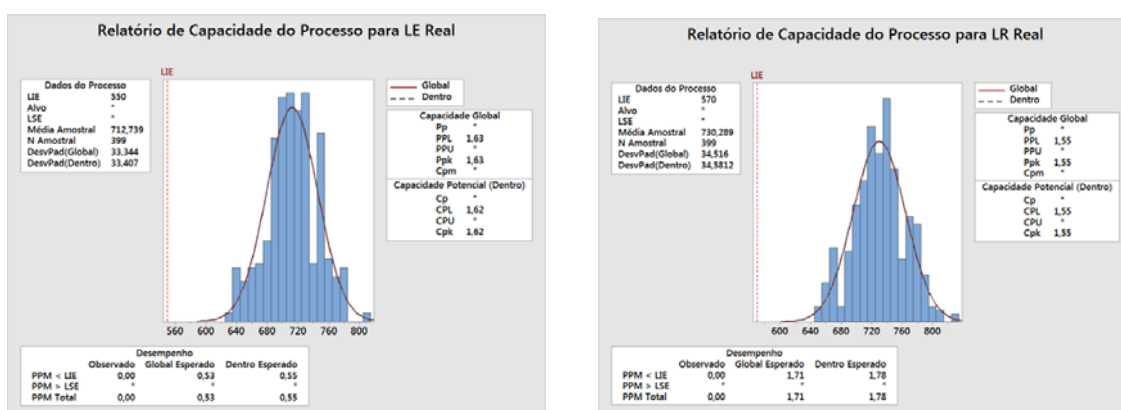 Relatório de Capacidade do Processo para LE Real
LIE
Dados do Processo
LIE 550
Alvo *
LSE *
Média Amostral 712,739
N Amostral 399
DesvPad(Global) 33,344
DesvPad(Dentro) 33,407
Global
Dentro
Capacidade Global
Pp *
PPL 1,63
PPU *
Ppk 1,63
Cpm *
Capacidade Potencial (Dentro)
Cp *
CPL 1,62
CPU *
Cpk 1,62
560 600 640 680 720 760 800
Desempenho
Observado Global Esperado Dentro Esperado
PPM < LIE 0,00 0,53 0,55
PPM > LSE * * *
PPM Total 0,00 0,53 0,55
Relatório de Capacidade do Processo para LR Real
LIE
Dados do Processo
LIE 570
Alvo *
LSE *
Média Amostral 730,289
N Amostral 399
DesvPad(Global) 34,516
DesvPad(Dentro) 34,5812
Global
Dentro
Capacidade Global
Pp *
PPL 1,55
PPU *
Ppk 1,55
Cpm *
Capacidade Potencial (Dentro)
Cp *
CPL 1,55
CPU *
Cpk 1,55
600 640 680 720 760 800
Desempenho
Observado Global Esperado Dentro Esperado
PPM < LIE 0,00 1,71 1,78
PPM > LSE * * *
PPM Total 0,00 1,71 1,78